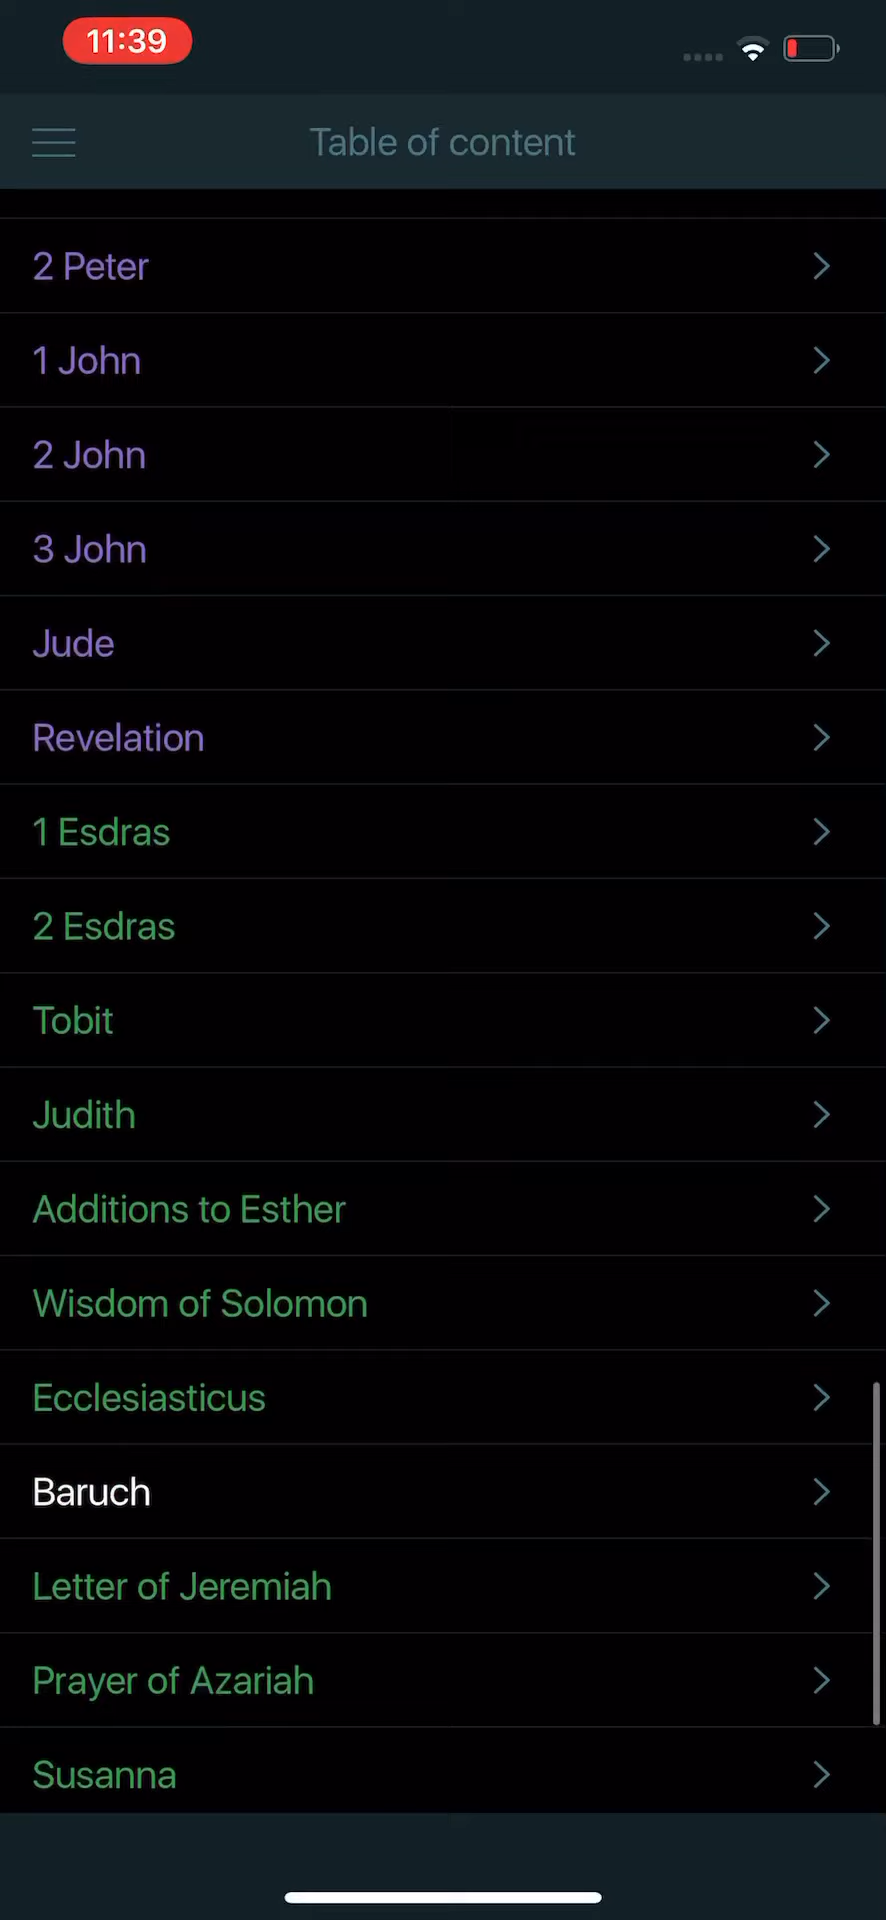 11:39
Table of content
2 Peter
1 John
2 John
3 John
Jude
Revelation
1 Esdras
2 Esdras
Tobit
Judith
Additions to Esther
Wisdom of Solomon
Ecclesiasticus
Baruch
Letter of Jeremiah
Prayer of Azariah
Susanna